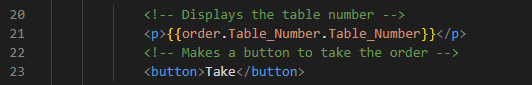 20 <!-- Displays the table number -->
21 <p>{{order.Table_Number.Table_Number}}</p>
22 <!-- Makes a button to take the order -->
23 <button>Take</button>